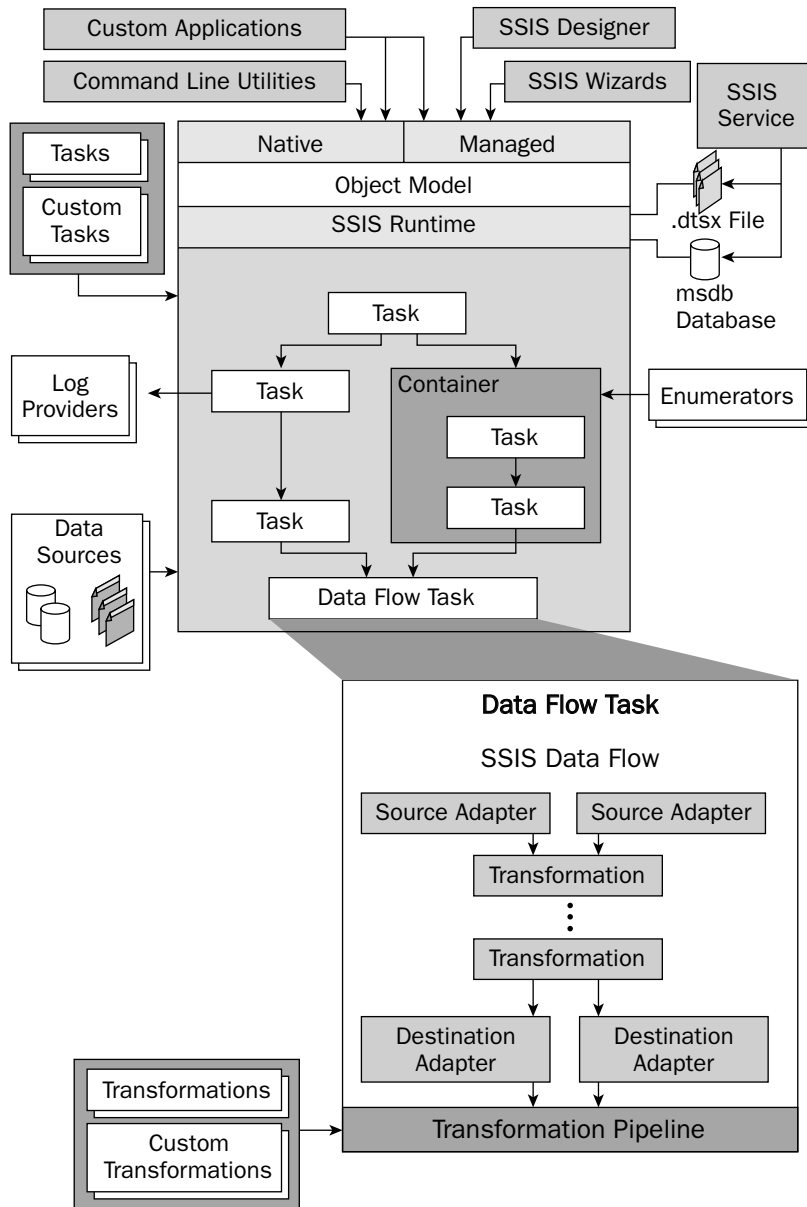 Custom Applications
SSIS Designer
Command Line Utilities
SSIS Wizards
SSIS
Service
Tasks
Custom
Tasks
Native
Managed
Object Model
SSIS Runtime
.dtsx File
msdb
Database
Task
Log
Providers
Task
Container
Enumerators
Task
Task
Task
Data
Sources
Data Flow Task
Data Flow Task
SSIS Data Flow
Source Adapter
Source Adapter
Transformation
Transformation
Destination
Adapter
Destination
Adapter
Transformations
Custom
Transformations
Transformation Pipeline